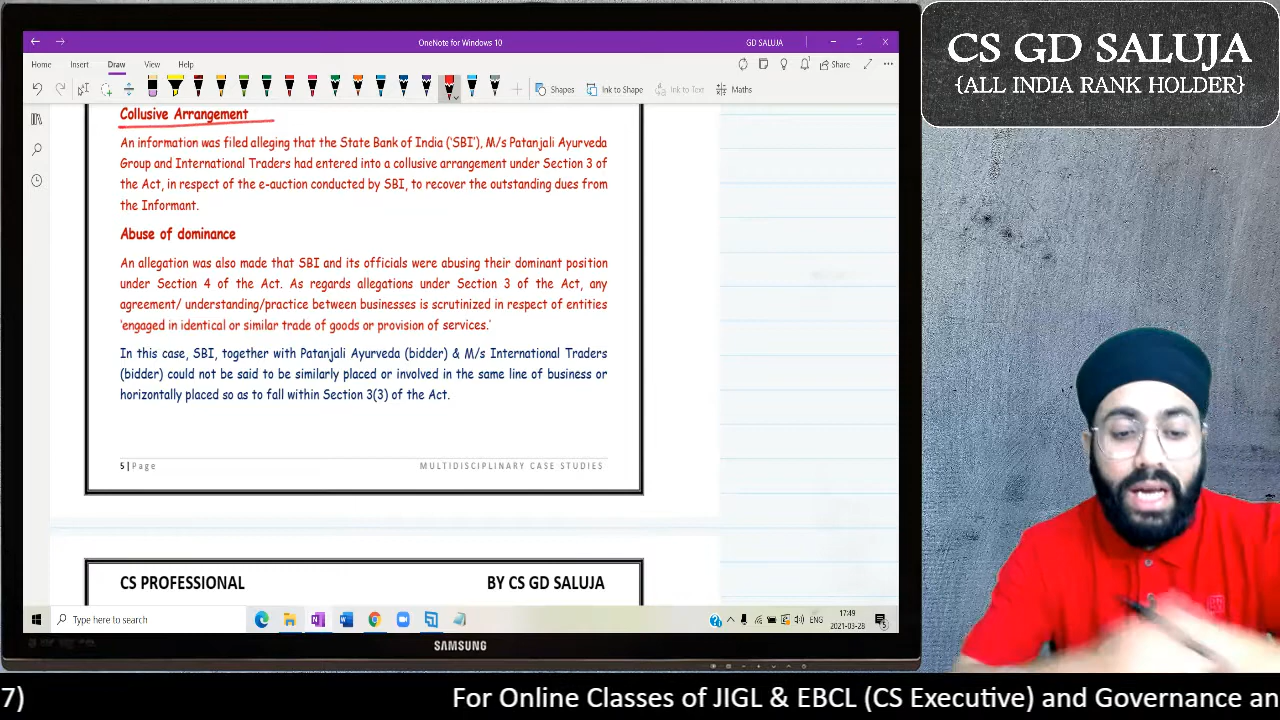 CS GD SALUJA
{ALL INDIA RANK HOLDER}
OneNote for Windows 10
GD SALUJA
Home Insert Draw View Help
Share
Shapes Ink to Shape Ink to Text Maths
Collusive Arrangement
An information was filed alleging that the State Bank of India ('SBI'), M/s Patanjali Ayurveda
Group and International Traders had entered into a collusive arrangement under Section 3 of
the Act, in respect of the e-auction conducted by SBI, to recover the outstanding dues from
the Informant.
Abuse of dominance
An allegation was also made that SBI and its officials were abusing their dominant position
under Section 4 of the Act. As regards allegations under Section 3 of the Act, any
agreement/ understanding/practice between businesses is scrutinized in respect of entities
'engaged in identical or similar trade of goods or provision of services.'
In this case, SBI, together with Patanjali Ayurveda (bidder) & M/s International Traders
(bidder) could not be said to be similarly placed or involved in the same line of business or
horizontally placed so as to fall within Section 3(3) of the Act.
5|Page
MULTIDISCIPLINARY CASE STUDIES
CS PROFESSIONAL
BY CS GD SALUJA
Type here to search
ENG
17:49
2021-03-28
SAMSUNG
7)
For Online Classes of JIGL & EBCL (CS Executive) and Governance an